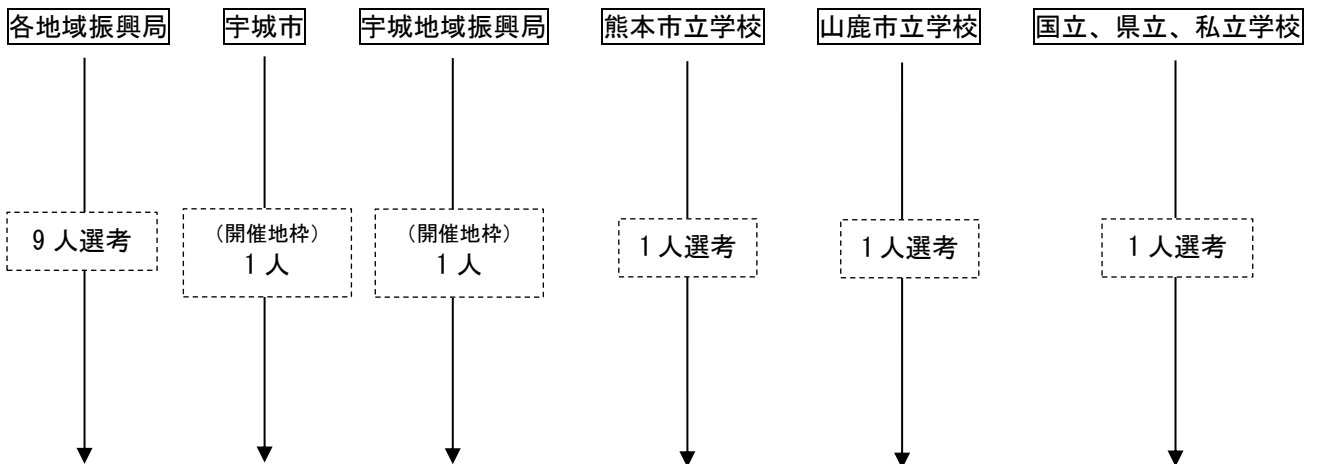 各地域振興局
宇城市
宇城地域振興局
熊本市立学校
山鹿市立学校
国立、県立、私立学校
9人選考
（開催地枠）
1人
（開催地枠）
1人
1人選考
1人選考
1人選考